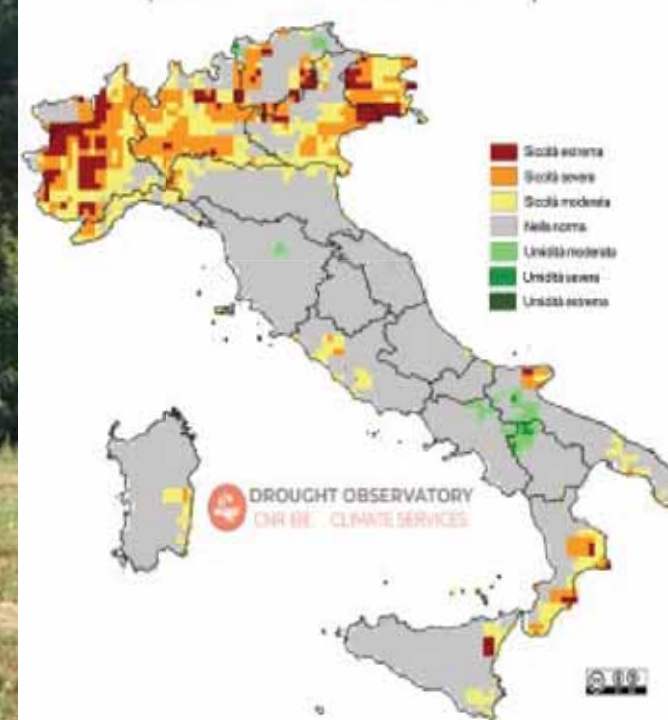 Siccità estrema
Siccità severa
Siccità moderata
Nella norma
Umidità moderata
Umidità severa
Umidità estrema
DROUGHT OBSERVATORY
CNR IBE CLIMATE SERVICES